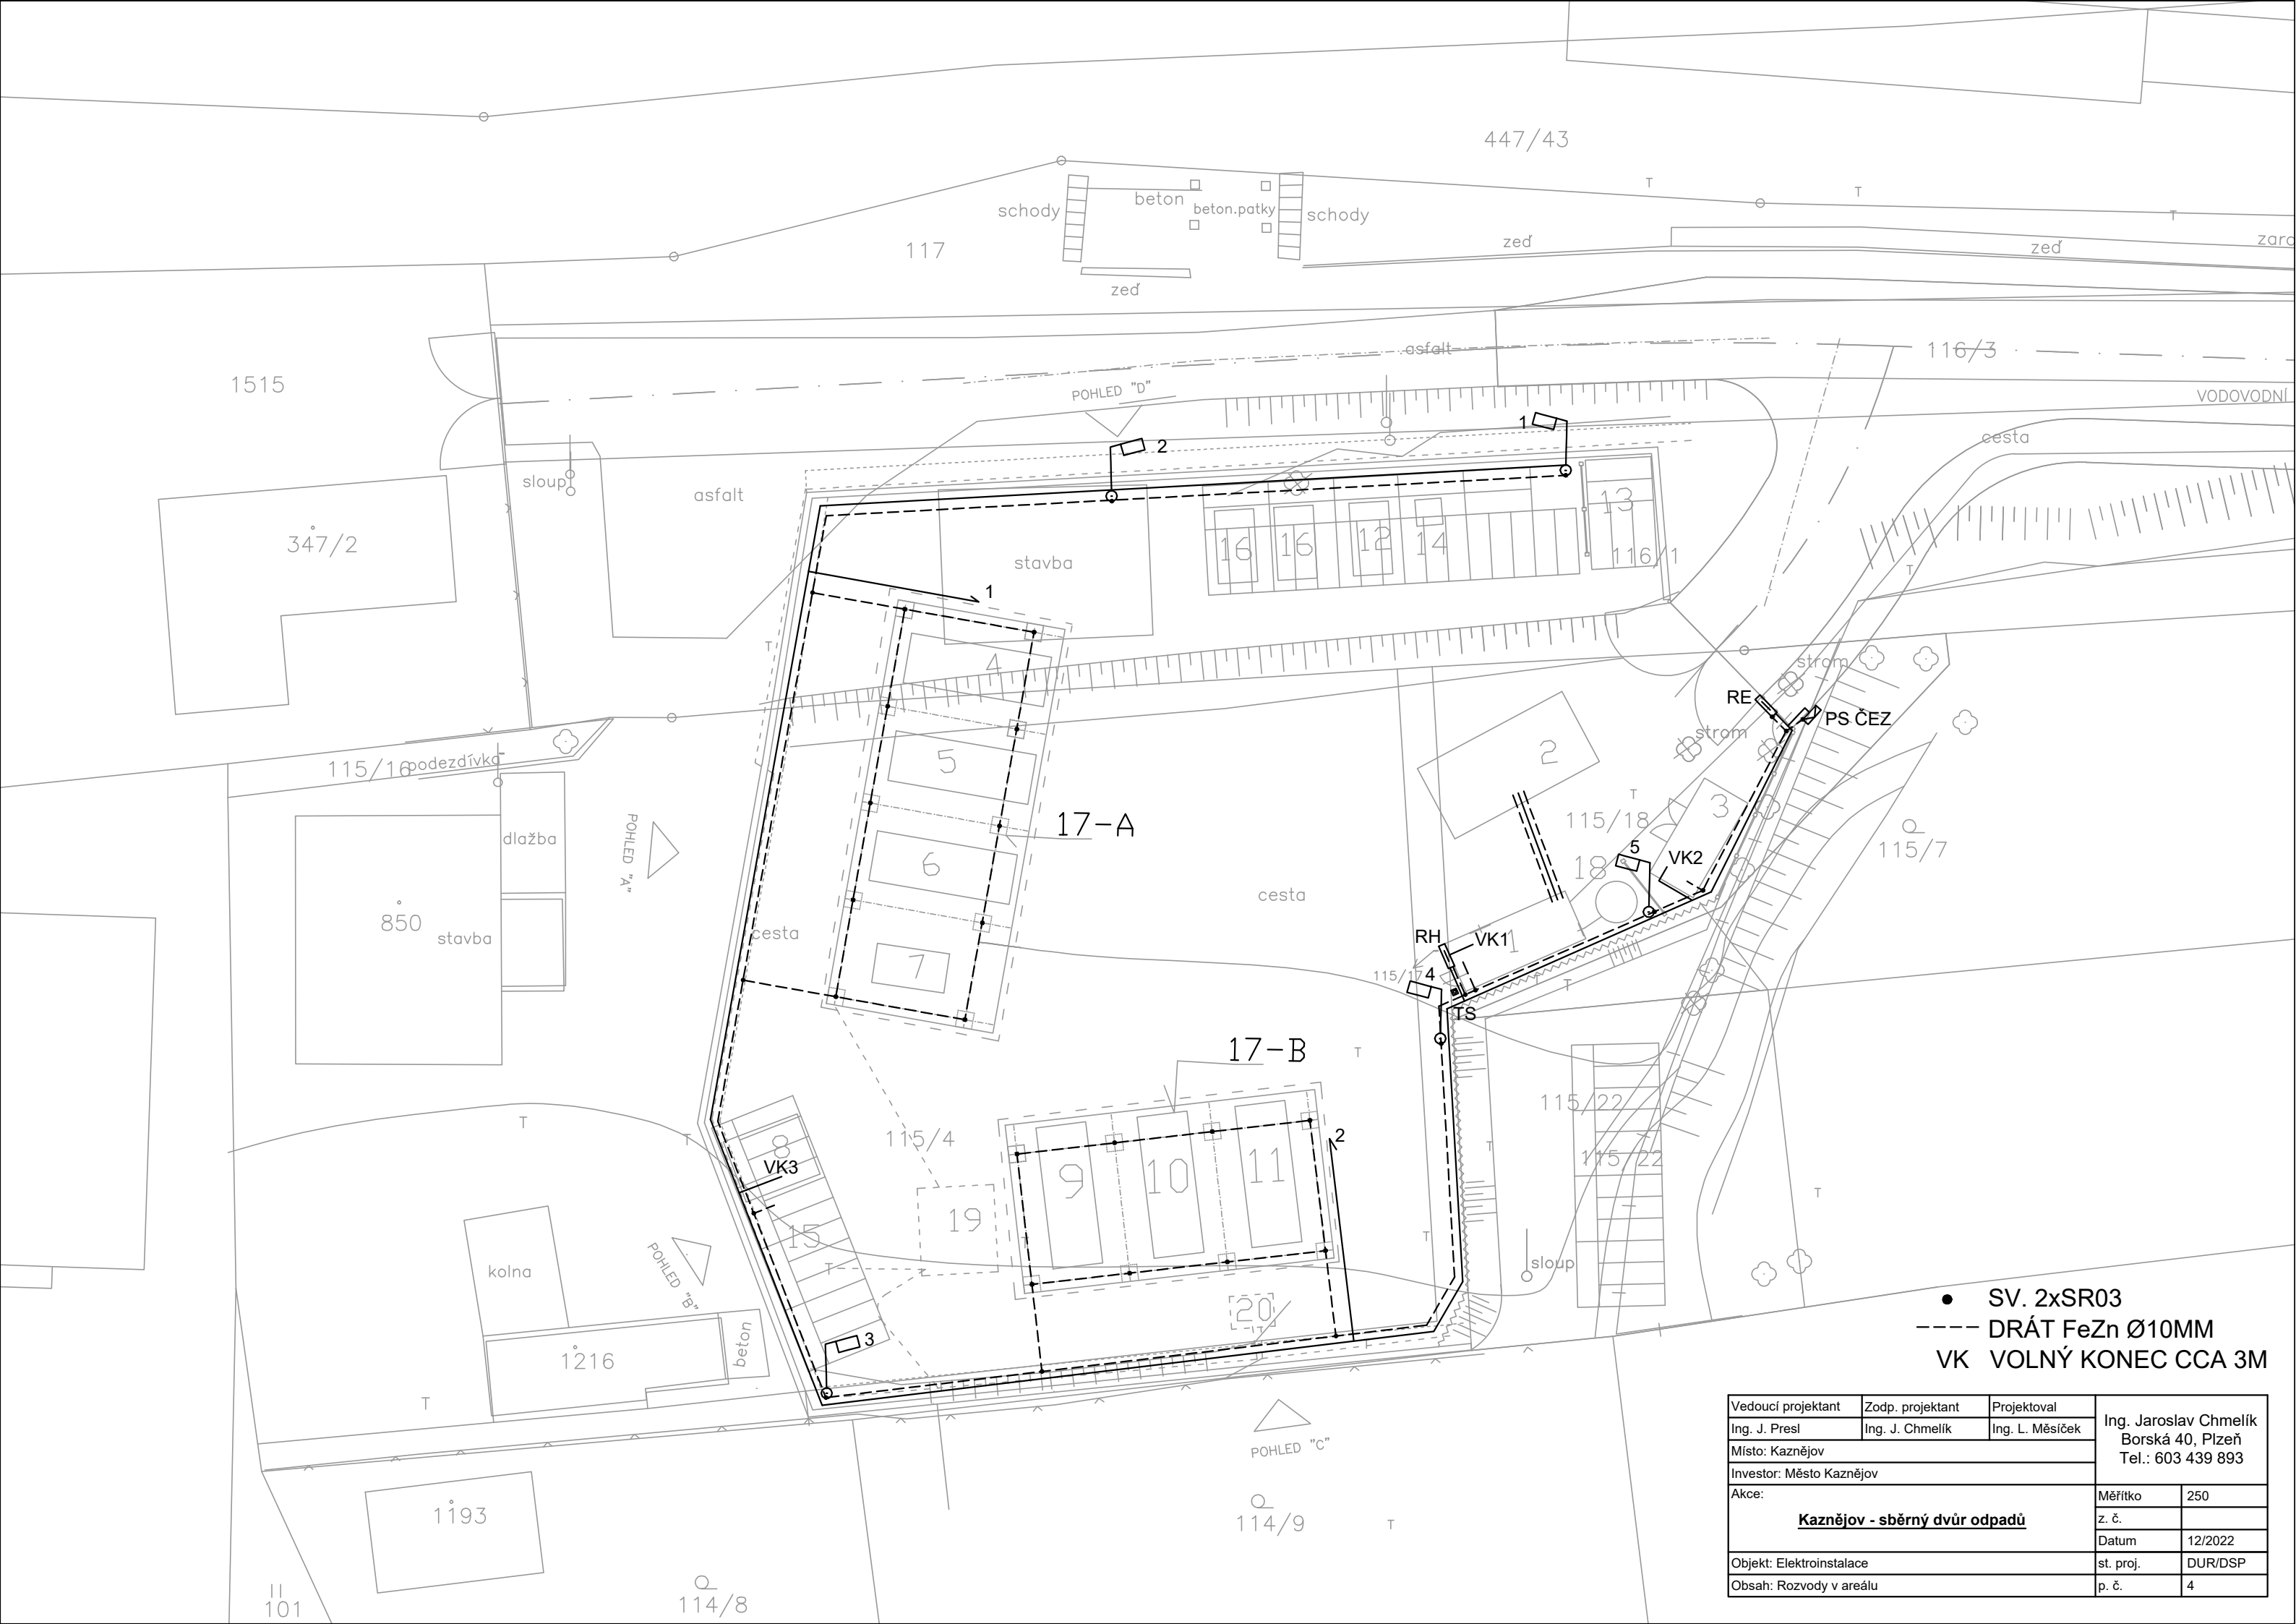 447/43
schody
beton
beton.patky
schody
117
zeď
zeď
zeď
1515
asfalt
116/3
POHLED "D"
VODOVODNÍ
1
2
cesta
sloup
asfalt
347/2
stavba
16
16
12
14
13
116/1
1
4
strom
RE
PS ČEZ
strom
115/16
podezdívka
5
2
3
17-A
115/18
115/7
dlažba
POHLED "A"
6
5
VK2
18
850
stavba
cesta
cesta
7
RH
VK1
1
115/17
4
TS
17-B
115/22
115/4
2
8
VK3
9
10
11
115/22
19
15
POHLED "B"
kolna
sloup
20
3
beton
1216
POHLED "C"
1193
114/9
114/8
101
SV. 2xSR03
DRÁT FeZn Ø10MM
VK VOLNÝ KONEC CCA 3M
Vedoucí projektant Zodp. projektant Projektoval
Ing. J. Presl Ing. J. Chmelík Ing. L. Měsíček
Ing. Jaroslav Chmelík
Borská 40, Plzeň
Tel.: 603 439 893
Místo: Kaznějov
Investor: Město Kaznějov
Akce:
Kaznějov - sběrný dvůr odpadů
Měřítko 250
z. č.
Datum 12/2022
Objekt: Elektroinstalace
st. proj. DUR/DSP
Obsah: Rozvody v areálu
p. č. 4